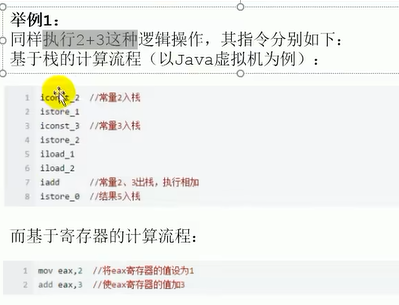 举例1：
同样执行2+3这种逻辑操作，其指令分别如下：
基于栈的计算流程（以Java虚拟机为例）：
1 iconst_2 //常量2入栈
2 istore_1
3 iconst_3 //常量3入栈
4 istore_2
5 iload_1
6 iload_2
7 iadd //常量2、3出栈，执行相加
8 istore_0 //结果5入栈
而基于寄存器的计算流程：
1 mov eax,2 //将eax寄存器的值设为1
2 add eax,3 //使eax寄存器的值加3